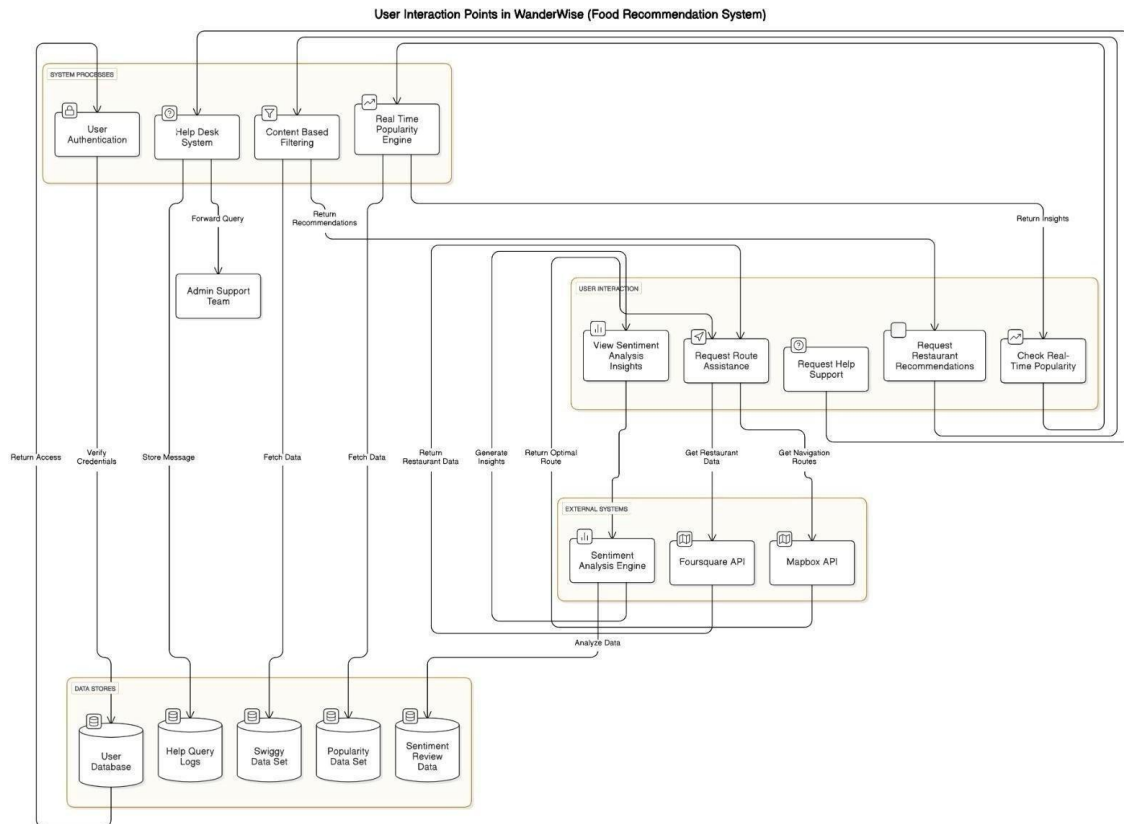 User Interaction Points in WanderWise (Food Recommendation System)
SYSTEM PROCESSES
User
Authentication
Help Desk
System
Content Based
Filtering
Real Time
Popularity
Engine
Forward Query
Return
Recommendations
Return Insights
Admin Support
Team
USER INTERACTION
View Sentiment
Analysis
Insights
Request Route
Assistance
Request Help
Support
Request
Restaurant
Recommendations
Check Real-
Time Popularity
Return Access
Verify
Credentials
Store Message
Fetch Data
Fetch Data
Return
Restaurant Data
Generate
Insights
Return Optimal
Route
Get Restaurant
Data
Get Navigation
Routes
EXTERNAL SYSTEMS
Sentiment
Analysis Engine
Foursquare API
Mapbox API
Analyze Data
DATA STORES
User
Database
Help Query
Logs
Swiggy
Data Set
Popularity
Data Set
Sentiment
Review
Data